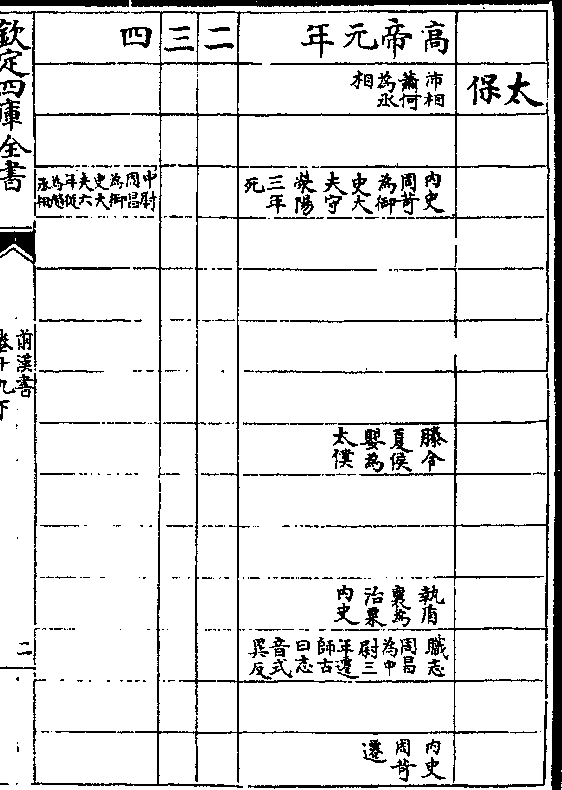 太保
高帝元年
沛相
蕭何
為丞
相
內史
周苛
為御
史大
夫守
滎陽
三年
死
滕令
夏侯
嬰為
太僕
執盾
襄為
治粟
內史
職志
周昌
為中
尉三
年遷
師古
曰志
音式
異反
內史
周苛
遷
二
三
四
中尉
周昌
為御
史大
夫六
年徙
為趙
丞相
欽定四庫全書
前漢書
卷十九下
二